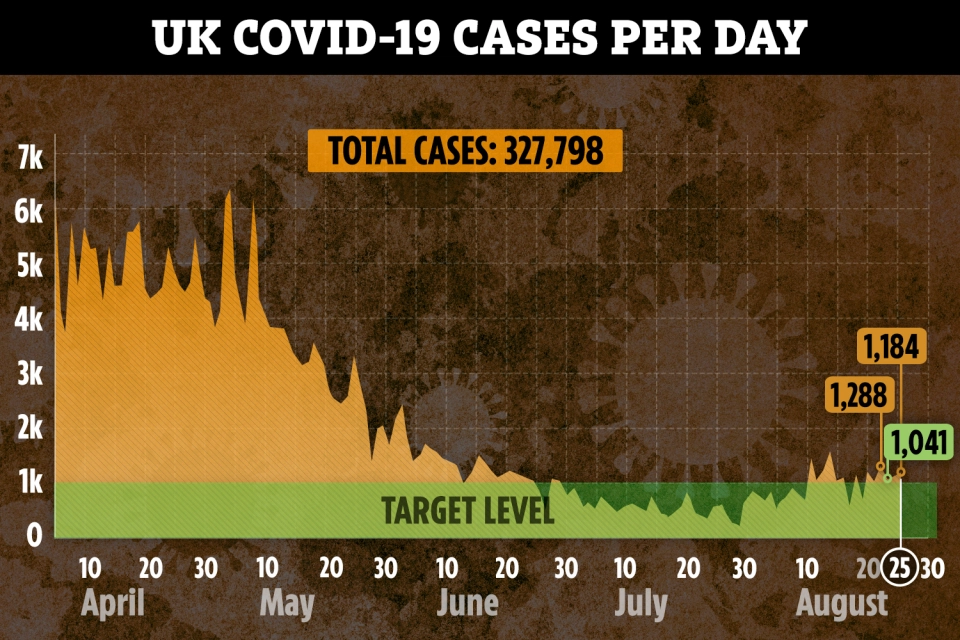 UK COVID-19 CASES PER DAY
TOTAL CASES: 327,798
7k
6k
5k
4k
3k
2k
1k
0
1,184
1,288
1,041
TARGET LEVEL
10 20 30 10 20 30 10 20 30 10 20 30 10 20 25 30
April May June July August